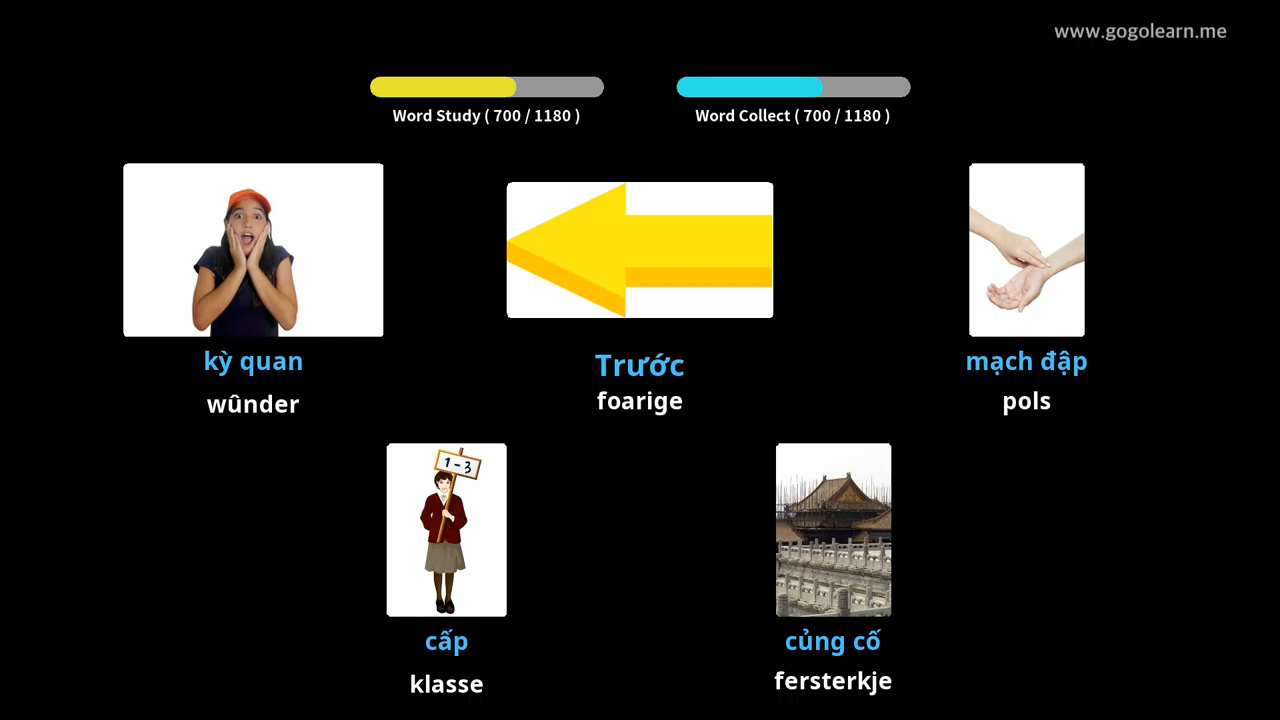 www.gogolearn.me
Word Study ( 700 / 1180 )
Word Collect ( 700 / 1180 )
kỳ quan
wûnder
Trước
foarige
mạch đập
pols
1-3
cấp
klasse
củng cố
fersterkje